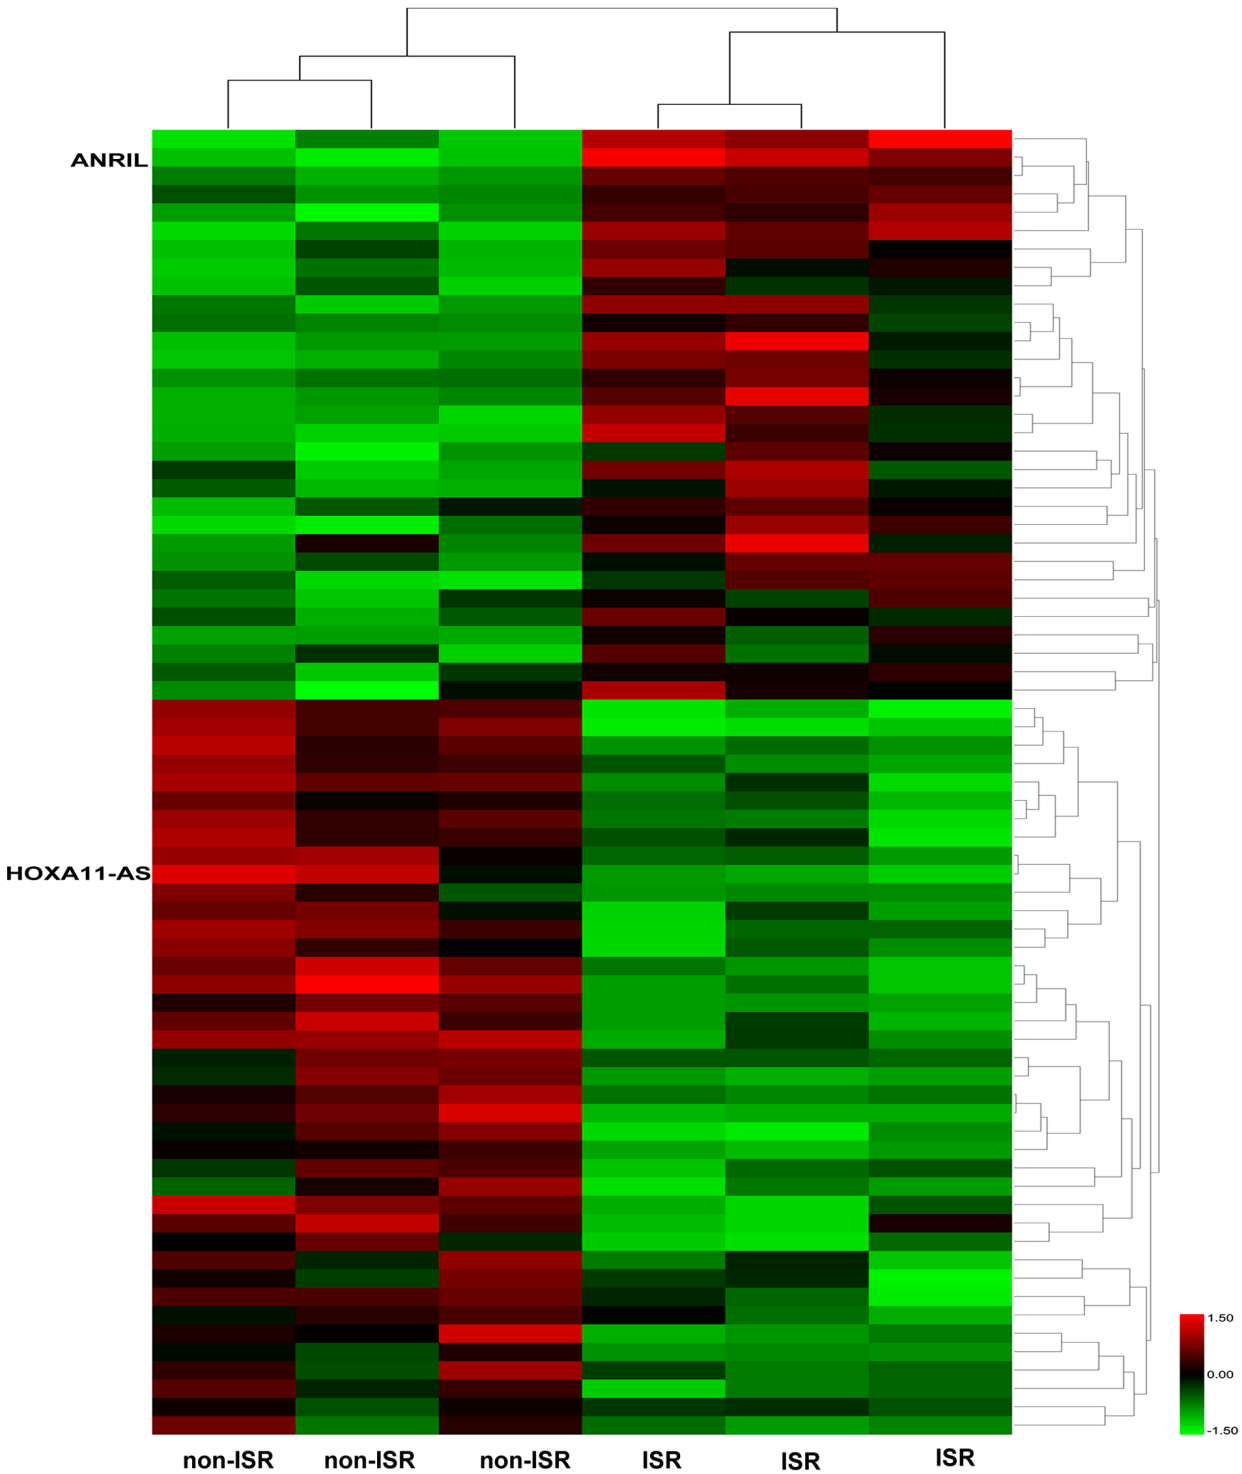 ANRIL
HOXA11-AS
1.50
0.00
-1.50
non-ISR non-ISR non-ISR ISR ISR ISR